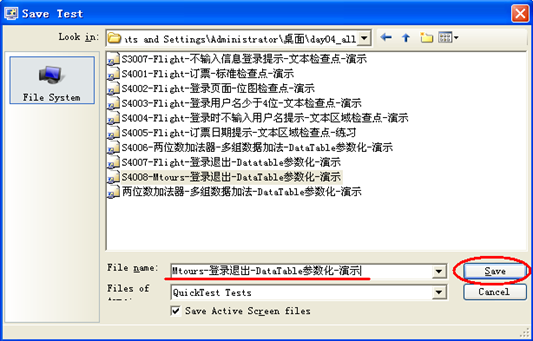 Save Test
Look in:
its and Settings\Administrator\桌面\day04_all
File System
S3007-Flight-不输入信息登录提示-文本检查点-演示
S4001-Flight-订票-标准检查点-演示
S4002-Flight-登录页面-位图检查点-演示
S4003-Flight-登录用户名少于4位-文本检查点-演示
S4004-Flight-登录时不输入用户名提示-文本区域检查点-演示
S4005-Flight-订票日期提示-文本区域检查点-练习
S4006-两位数加法器-多组数据加法-DataTable参数化-演示
S4007-Flight-登录退出-Datatable参数化-演示
S4008-Mtours-登录退出-DataTable参数化-演示
两位数加法器-多组数据加法-DataTable参数化-演示
File name:
Mtours-登录退出-DataTable参数化-演示
Save
Files of
QuickTest Tests
Cancel
Save Active Screen files